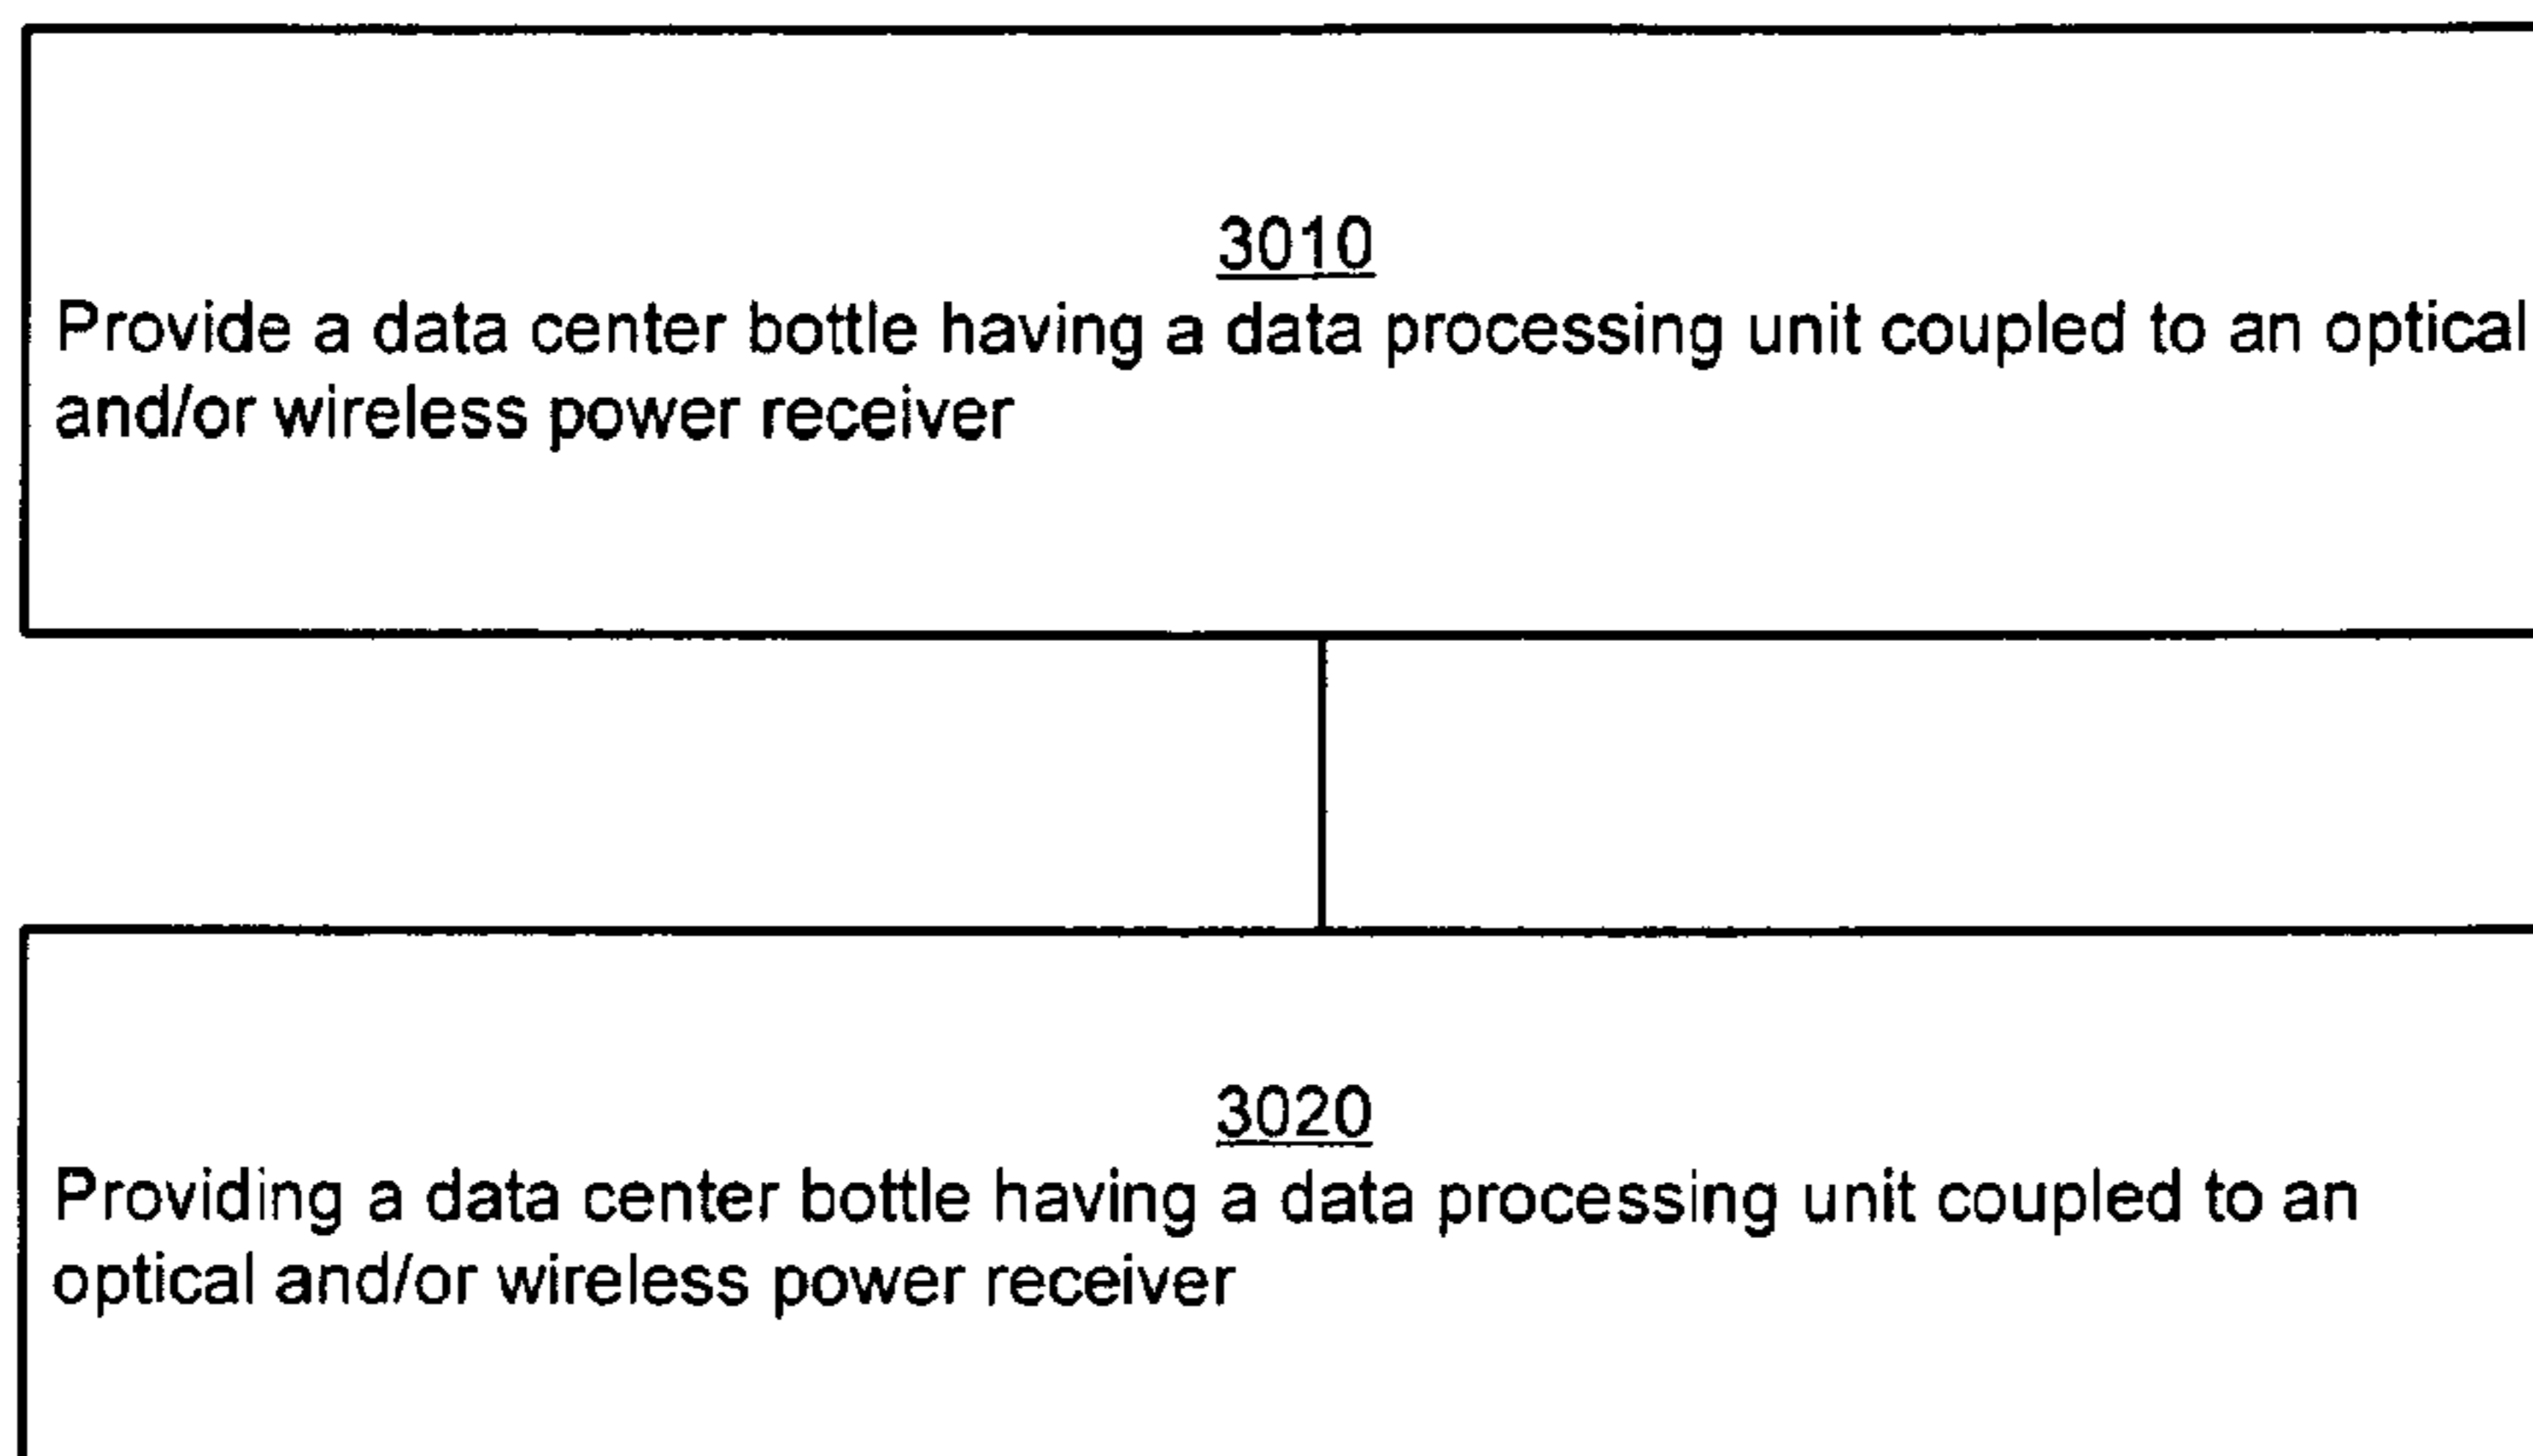 3010
Provide a data center bottle having a data processing unit coupled to an optical
and/or wireless power receiver
3020
Providing a data center bottle having a data processing unit coupled to an
optical and/or wireless power receiver